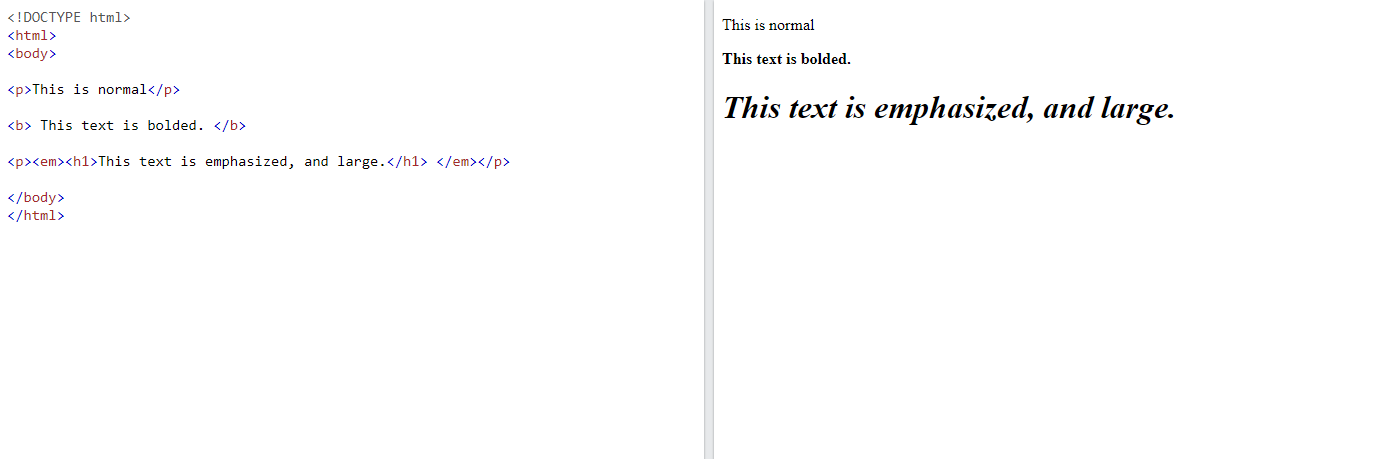 <!DOCTYPE html>
<html>
<body>
<p>This is normal</p>
<b> This text is bolded. </b>
<p><em><h1>This text is emphasized, and large.</h1> </em></p>
</body>
</html>
This is normal
This text is bolded.
This text is emphasized, and large.